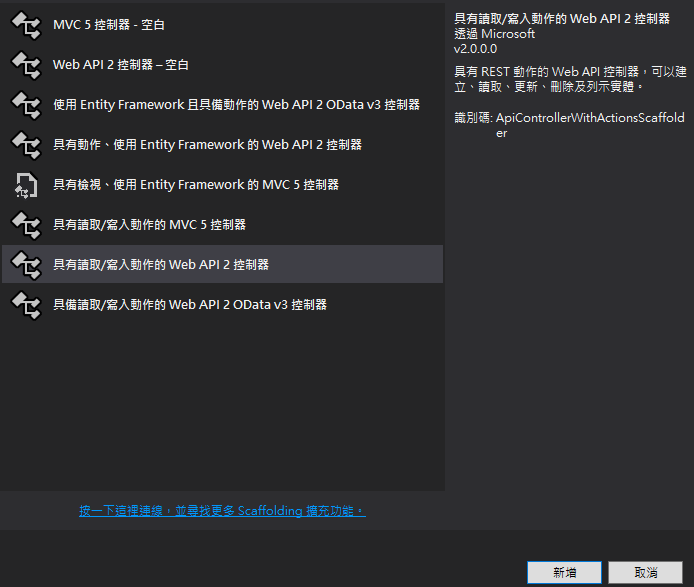 MVC 5 控制器 - 空白
Web API 2 控制器 – 空白
使用 Entity Framework 且具備動作的 Web API 2 OData v3 控制器
具有動作、使用 Entity Framework 的 Web API 2 控制器
具有檢視、使用 Entity Framework 的 MVC 5 控制器
具有讀取/寫入動作的 MVC 5 控制器
具有讀取/寫入動作的 Web API 2 控制器
具備讀取/寫入動作的 Web API 2 OData v3 控制器
按一下這裡連線，並尋找更多 Scaffolding 擴充功能。
具有讀取/寫入動作的 Web API 2 控制器
透過 Microsoft
v2.0.0.0
具有 REST 動作的 Web API 控制器，可以建
立、讀取、更新、刪除及列示實體。
識別碼: ApiControllerWithActionsScaffold
er
新增
取消